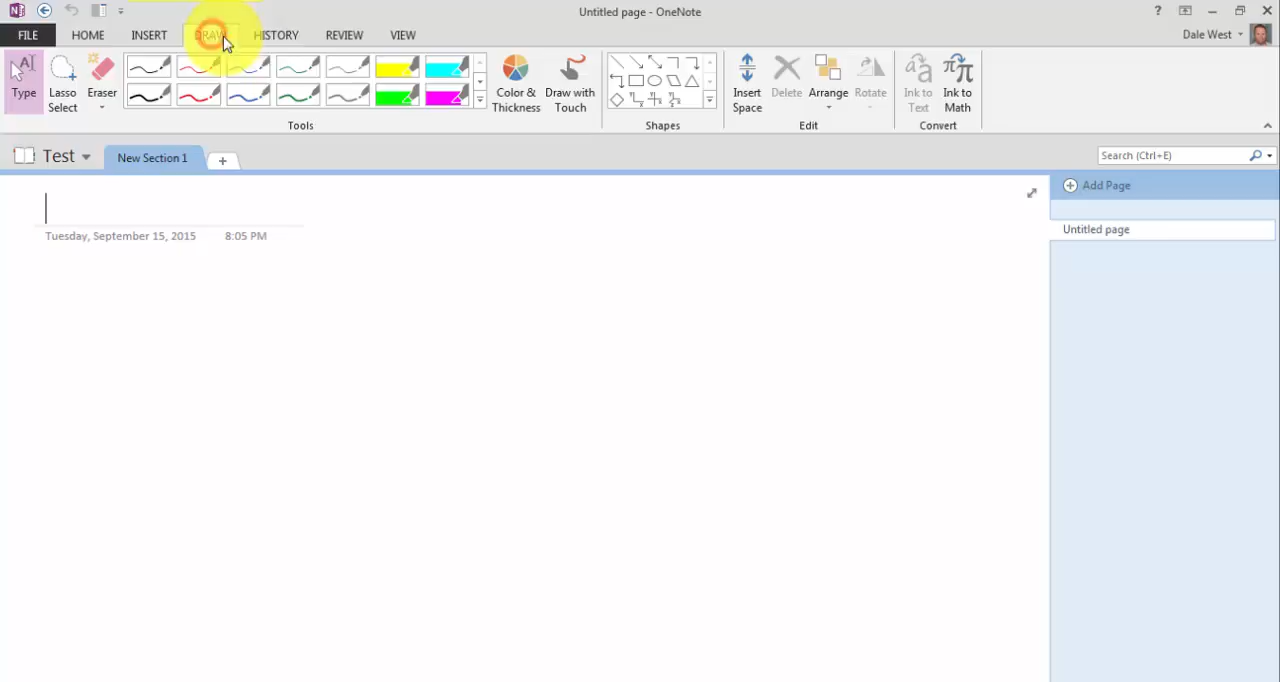 Untitled page - OneNote
?
FILE HOME INSERT DRAW HISTORY REVIEW VIEW
Dale West
Type
Lasso Select
Eraser
Color & Thickness
Draw with Touch
Insert Space
Delete
Arrange
Rotate
Ink to Text
Ink to Math
Tools Shapes Edit Convert
Test New Section 1 +
Search (Ctrl+E)
Add Page
Untitled page
Tuesday, September 15, 2015 8:05 PM